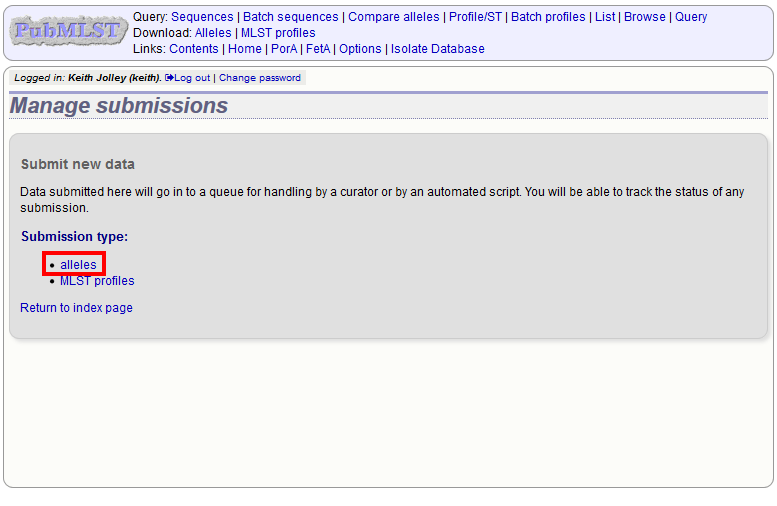 PubMLST
Query: Sequences | Batch sequences | Compare alleles | Profile/ST | Batch profiles | List | Browse | Query
Download: Alleles | MLST profiles
Links: Contents | Home | PorA | FetA | Options | Isolate Database
Logged in: Keith Jolley (keith). Log out | Change password
Manage submissions
Submit new data
Data submitted here will go in to a queue for handling by a curator or by an automated script. You will be able to track the status of any
submission.
Submission type:
• alleles
• MLST profiles
Return to index page